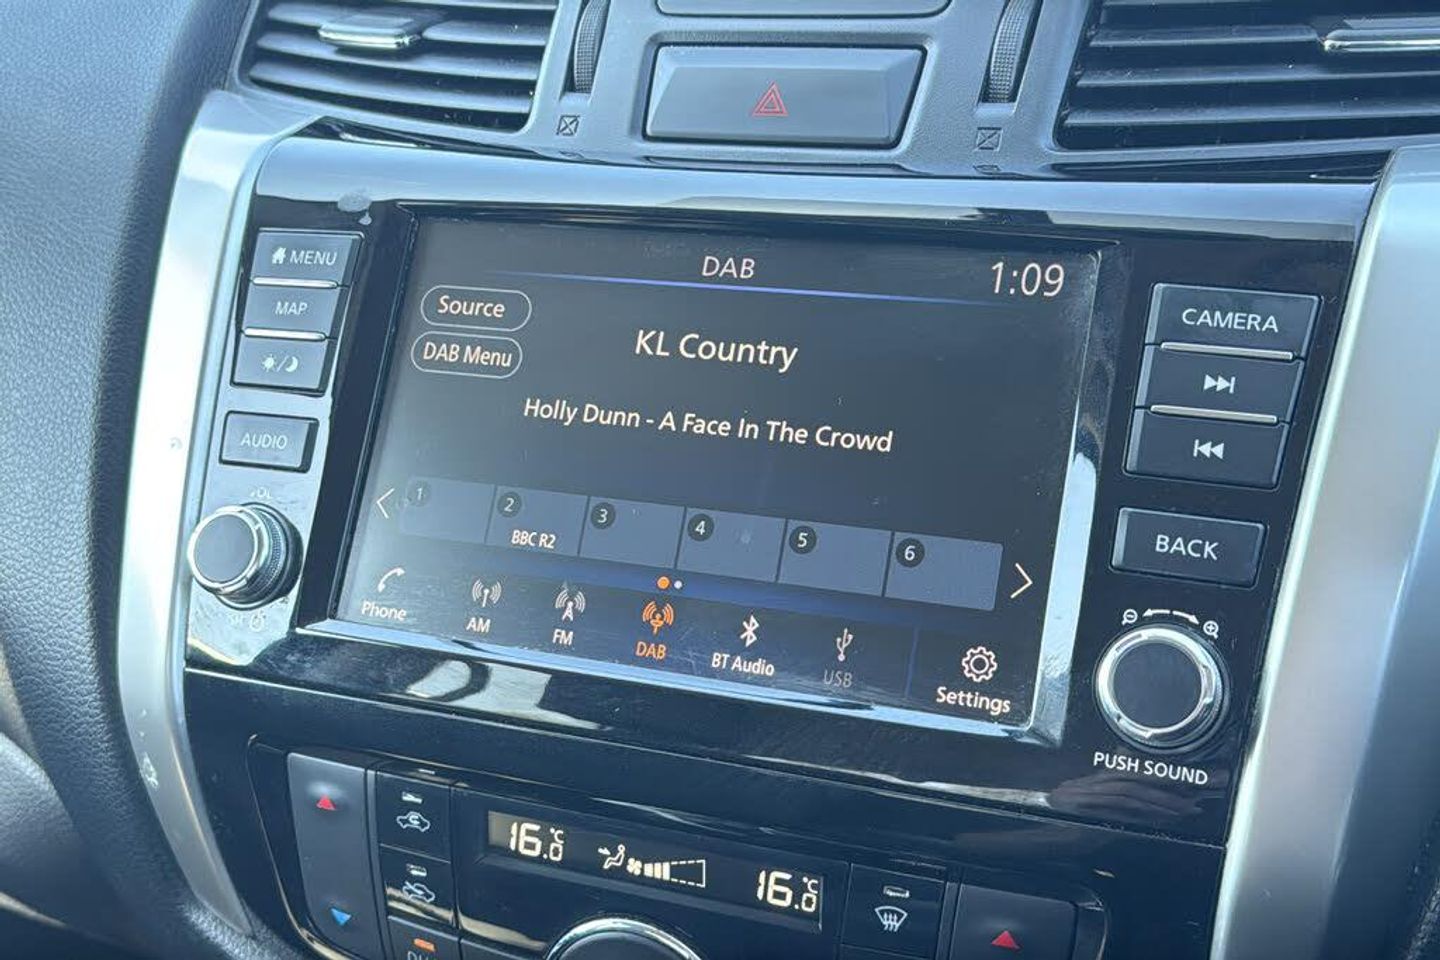 MENU
MAP
AUDIO
VOL
DAB
1:09
Source
DAB Menu
KL Country
Holly Dunn - A Face In The Crowd
1
2
BBC R2
3
4
5
6
Phone
AM
FM
DAB
BT Audio
USB
Settings
CAMERA
BACK
PUSH SOUND
16.0°C
16.0°C